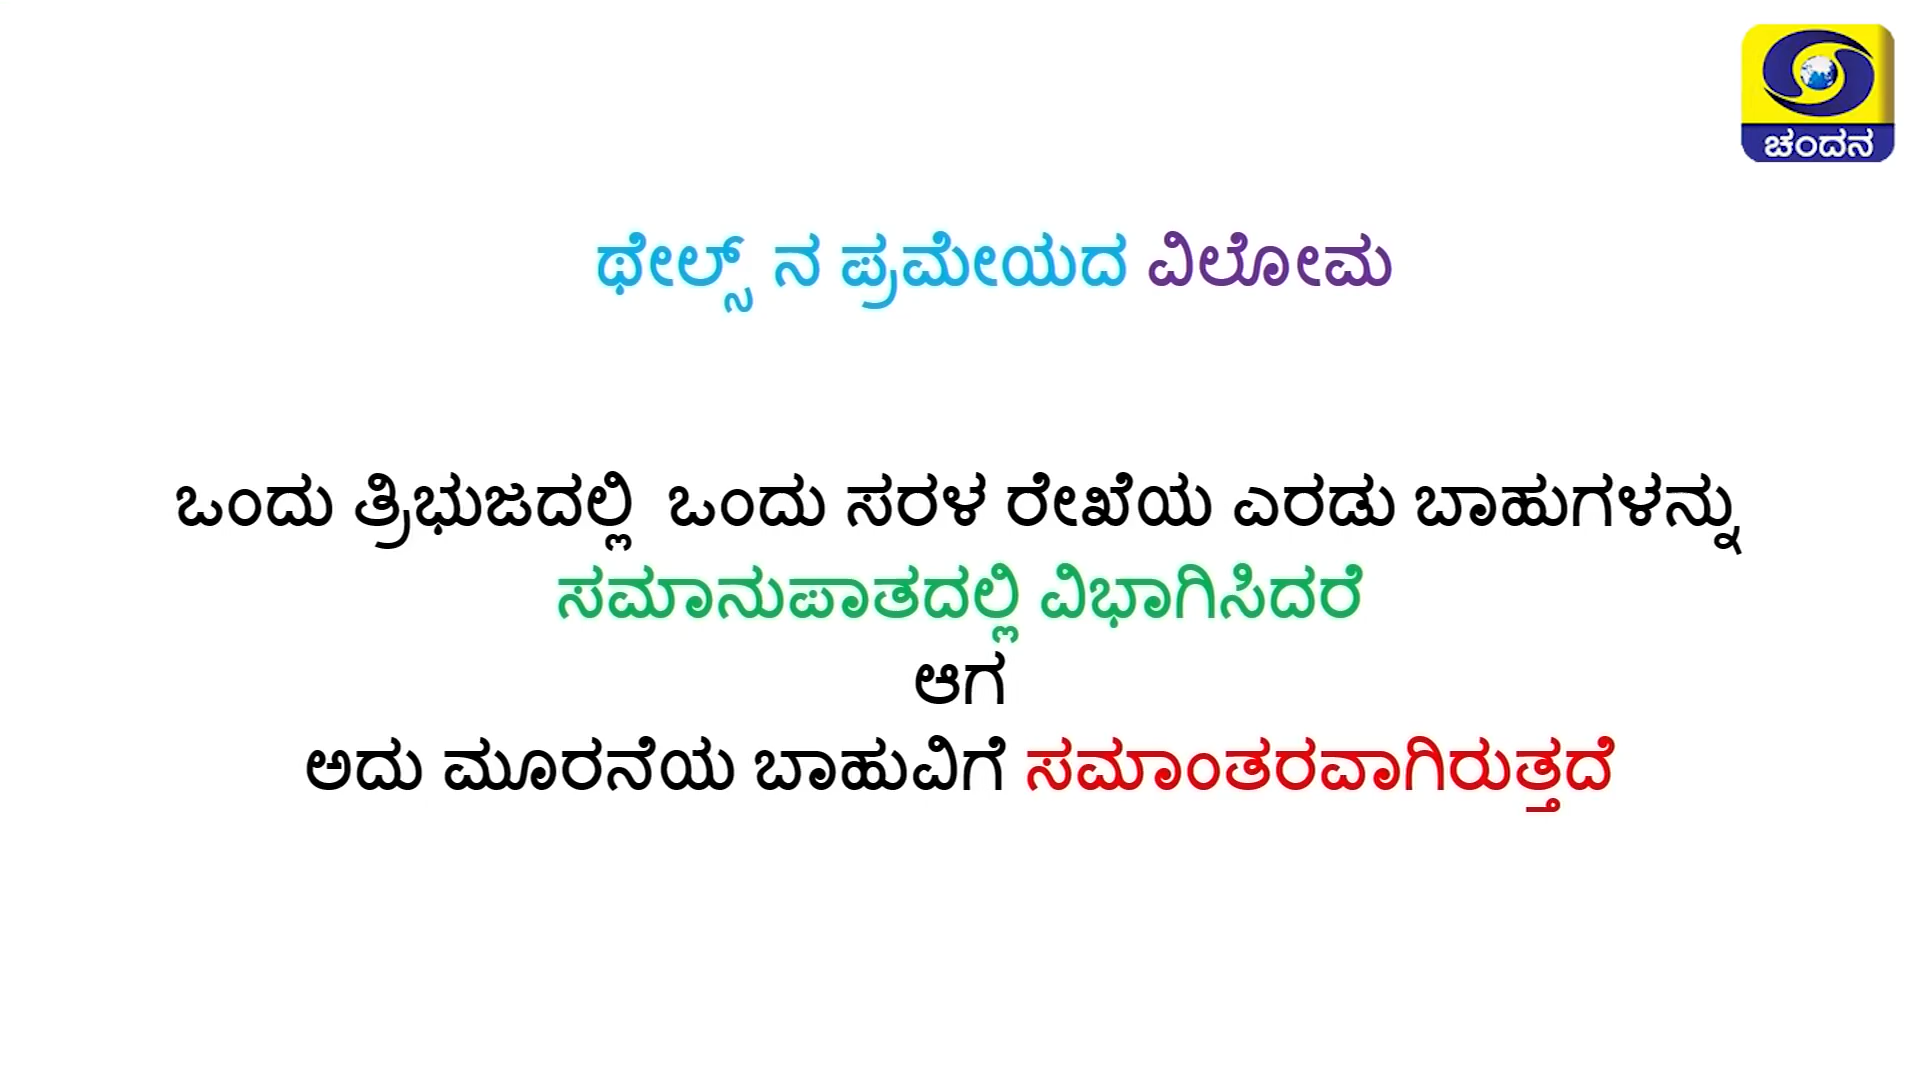 ಚಂದನ
ಥೇಲ್ಸ್ ನ ಪ್ರಮೇಯದ ವಿಲೋಮ
ಒಂದು ತ್ರಿಭುಜದಲ್ಲಿ ಒಂದು ಸರಳ ರೇಖೆಯ ಎರಡು ಬಾಹುಗಳನ್ನು
ಸಮಾನುಪಾತದಲ್ಲಿ ವಿಭಾಗಿಸಿದರೆ
ಆಗ
ಅದು ಮೂರನೆಯ ಬಾಹುವಿಗೆ ಸಮಾಂತರವಾಗಿರುತ್ತದೆ